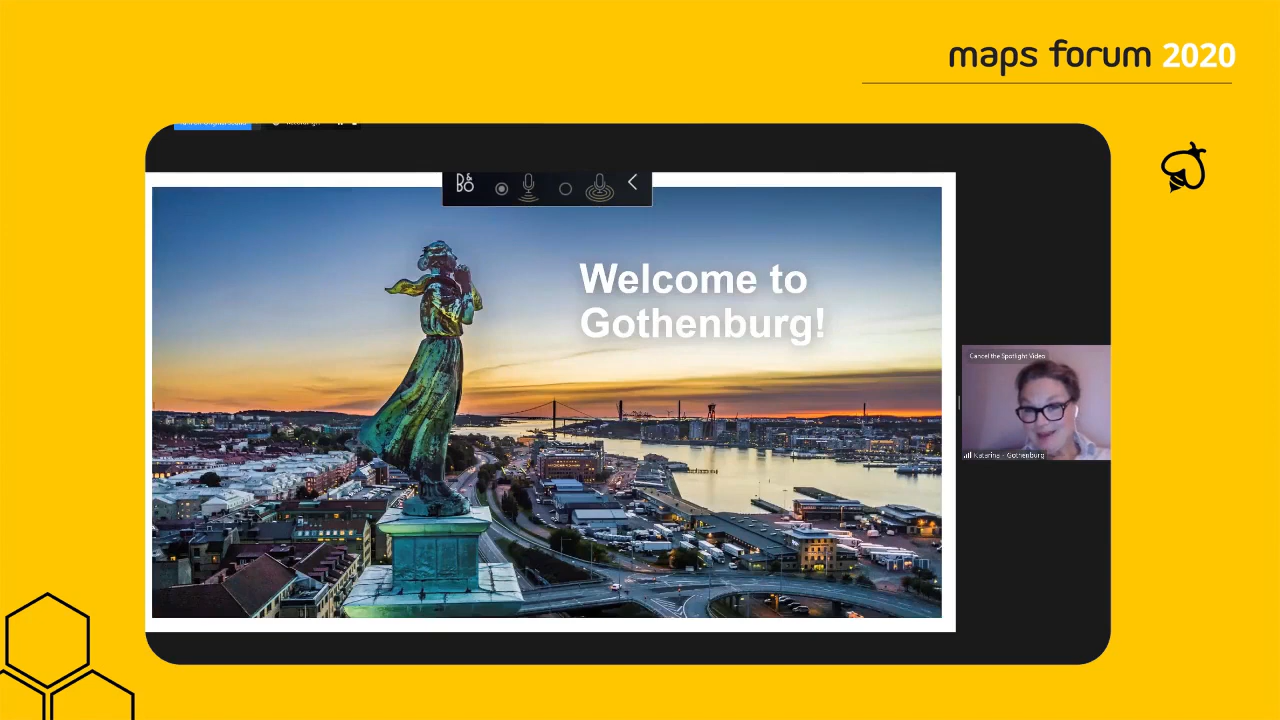 maps forum 2020
Welcome to
Gothenburg!
Cancel the Spotlight Video
Katarina - Gothenburg